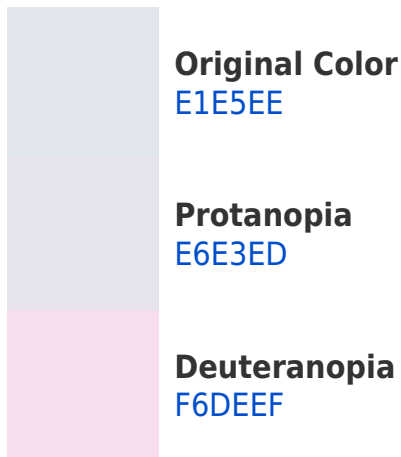 Original Color
E1E5EE
Protanopia
E6E3ED
Deuteranopia
F6DEEF